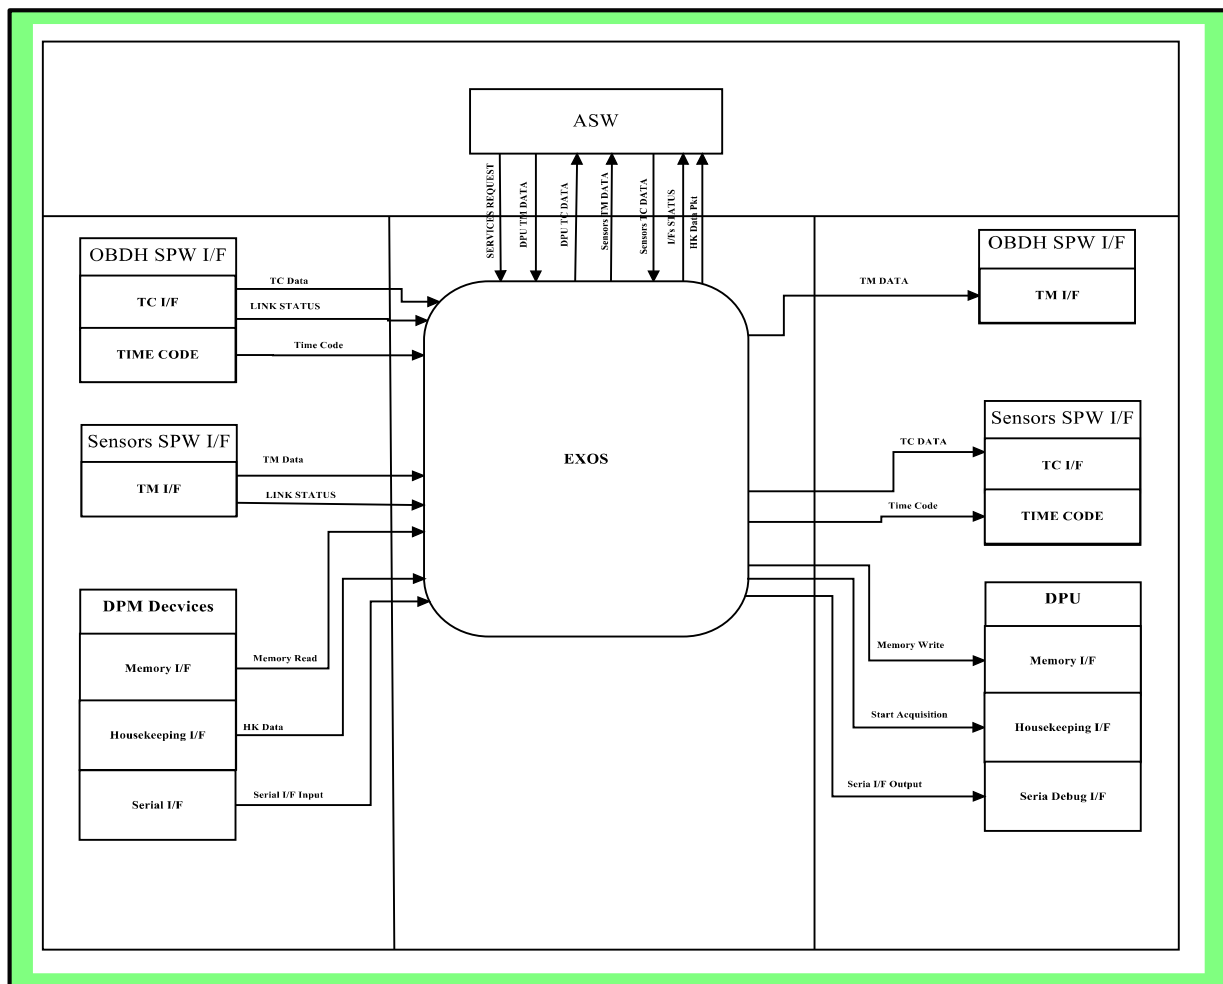 ASW
SERVICES REQUEST
DPU TM DATA
DPU TC DATA
Sensors TM DATA
Sensors TC DATA
I/Fs STATUS
HK Data Pkt
OBDH SPW I/F
TC I/F
TIME CODE
TC Data
LINK STATUS
Time Code
Sensors SPW I/F
TM I/F
TM Data
LINK STATUS
DPM Decvices
Memory I/F
Housekeeping I/F
Serial I/F
Memory Read
HK Data
Serial I/F Input
EXOS
TM DATA
OBDH SPW I/F
TM I/F
TC DATA
Time Code
Sensors SPW I/F
TC I/F
TIME CODE
Memory Write
Start Acquisition
Seria I/F Output
DPU
Memory I/F
Housekeeping I/F
Seria Debug I/F